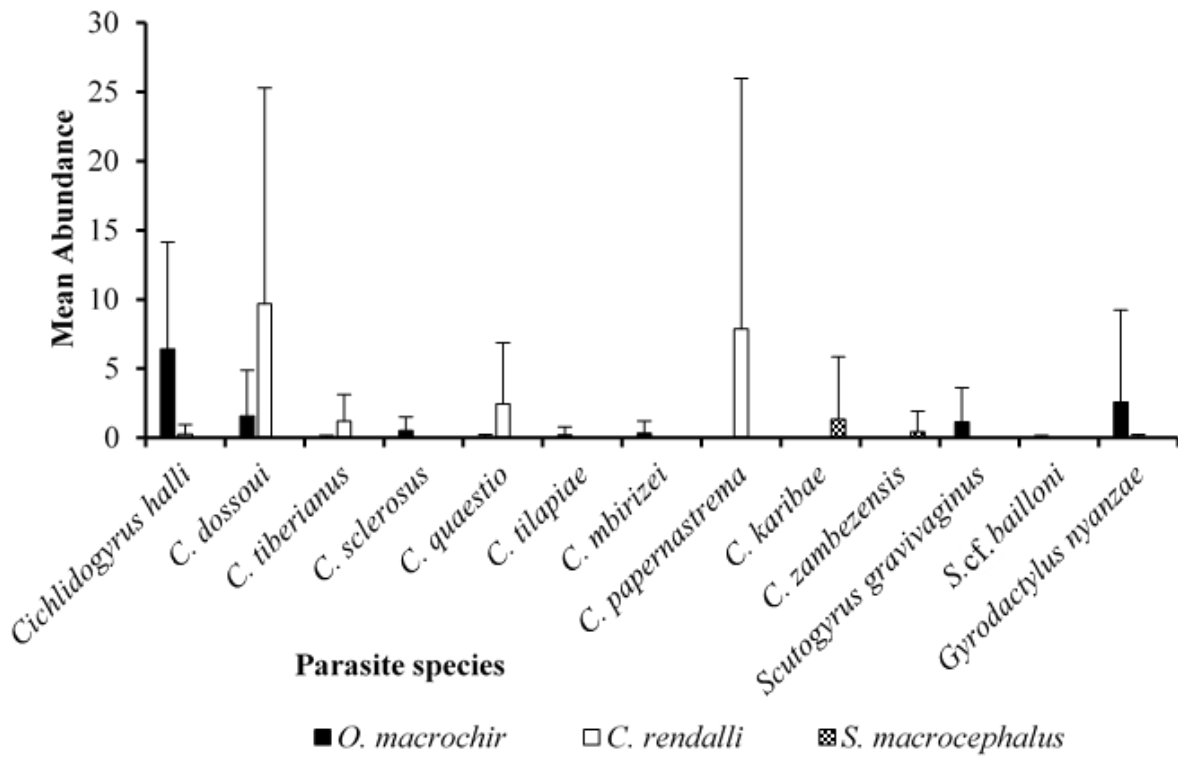 30
25
20
15
10
5
0
Mean Abundance
Cichlidogyrus halli
C. dossoui
C. tiberianus
C. sclerosus
C. quaestio
C. tilapiae
C. mbirizei
C. papernastrema
C. karibae
C. zambezensis
Scutogyrus gravivaginus
S.cf. bailloni
Gyrodactylus nyanzae
Parasite species
O. macrochir C. rendalli S. macrocephalus